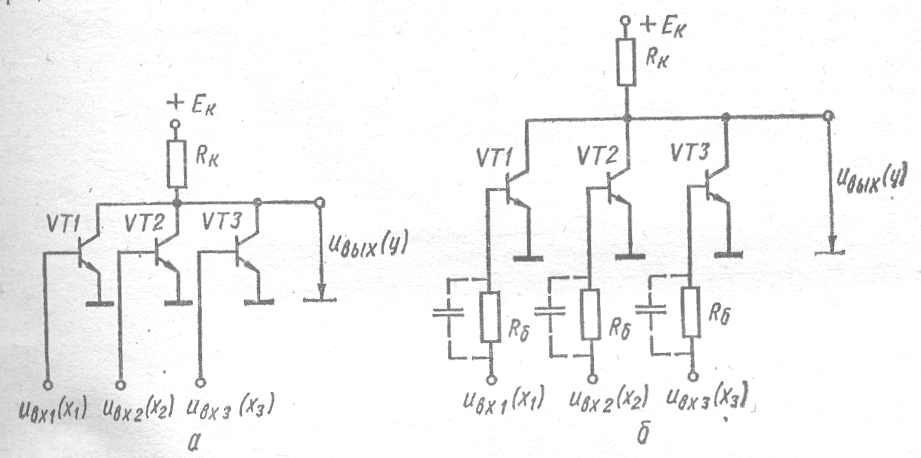 + Eк
Rк
VT1 VT2 VT3
uвых(y)
uвх1(x1) uвх2(x2) uвх3(x3)
а
+ Eк
Rк
VT1 VT2 VT3
uвых(y)
Rб Rб Rб
uвх1(x1) uвх2(x2) uвх3(x3)
б